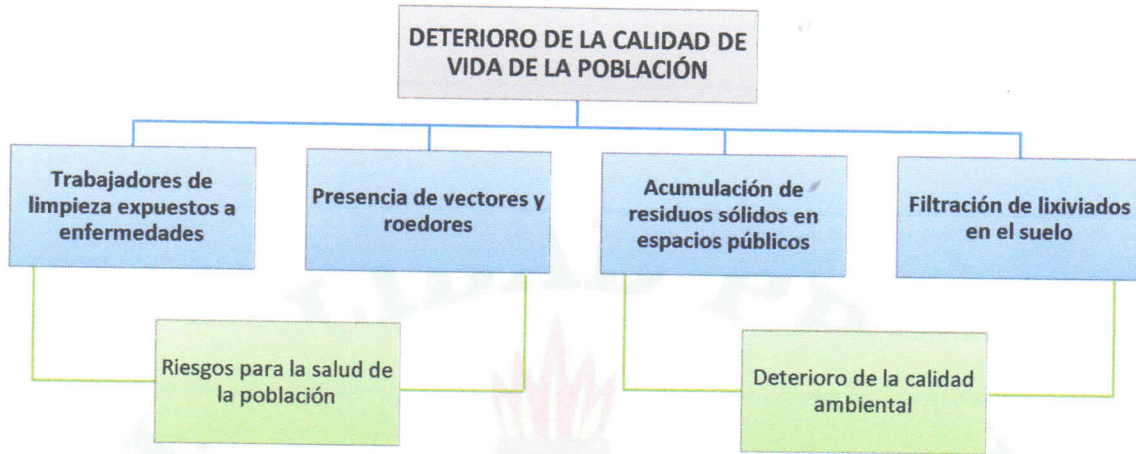 DETERIORO DE LA CALIDAD DE
VIDA DE LA POBLACIÓN
Trabajadores de
limpieza expuestos a
enfermedades
Presencia de vectores y
roedores
Acumulación de
residuos sólidos en
espacios públicos
Filtración de lixiviados
en el suelo
Riesgos para la salud de
la población
Deterioro de la calidad
ambiental